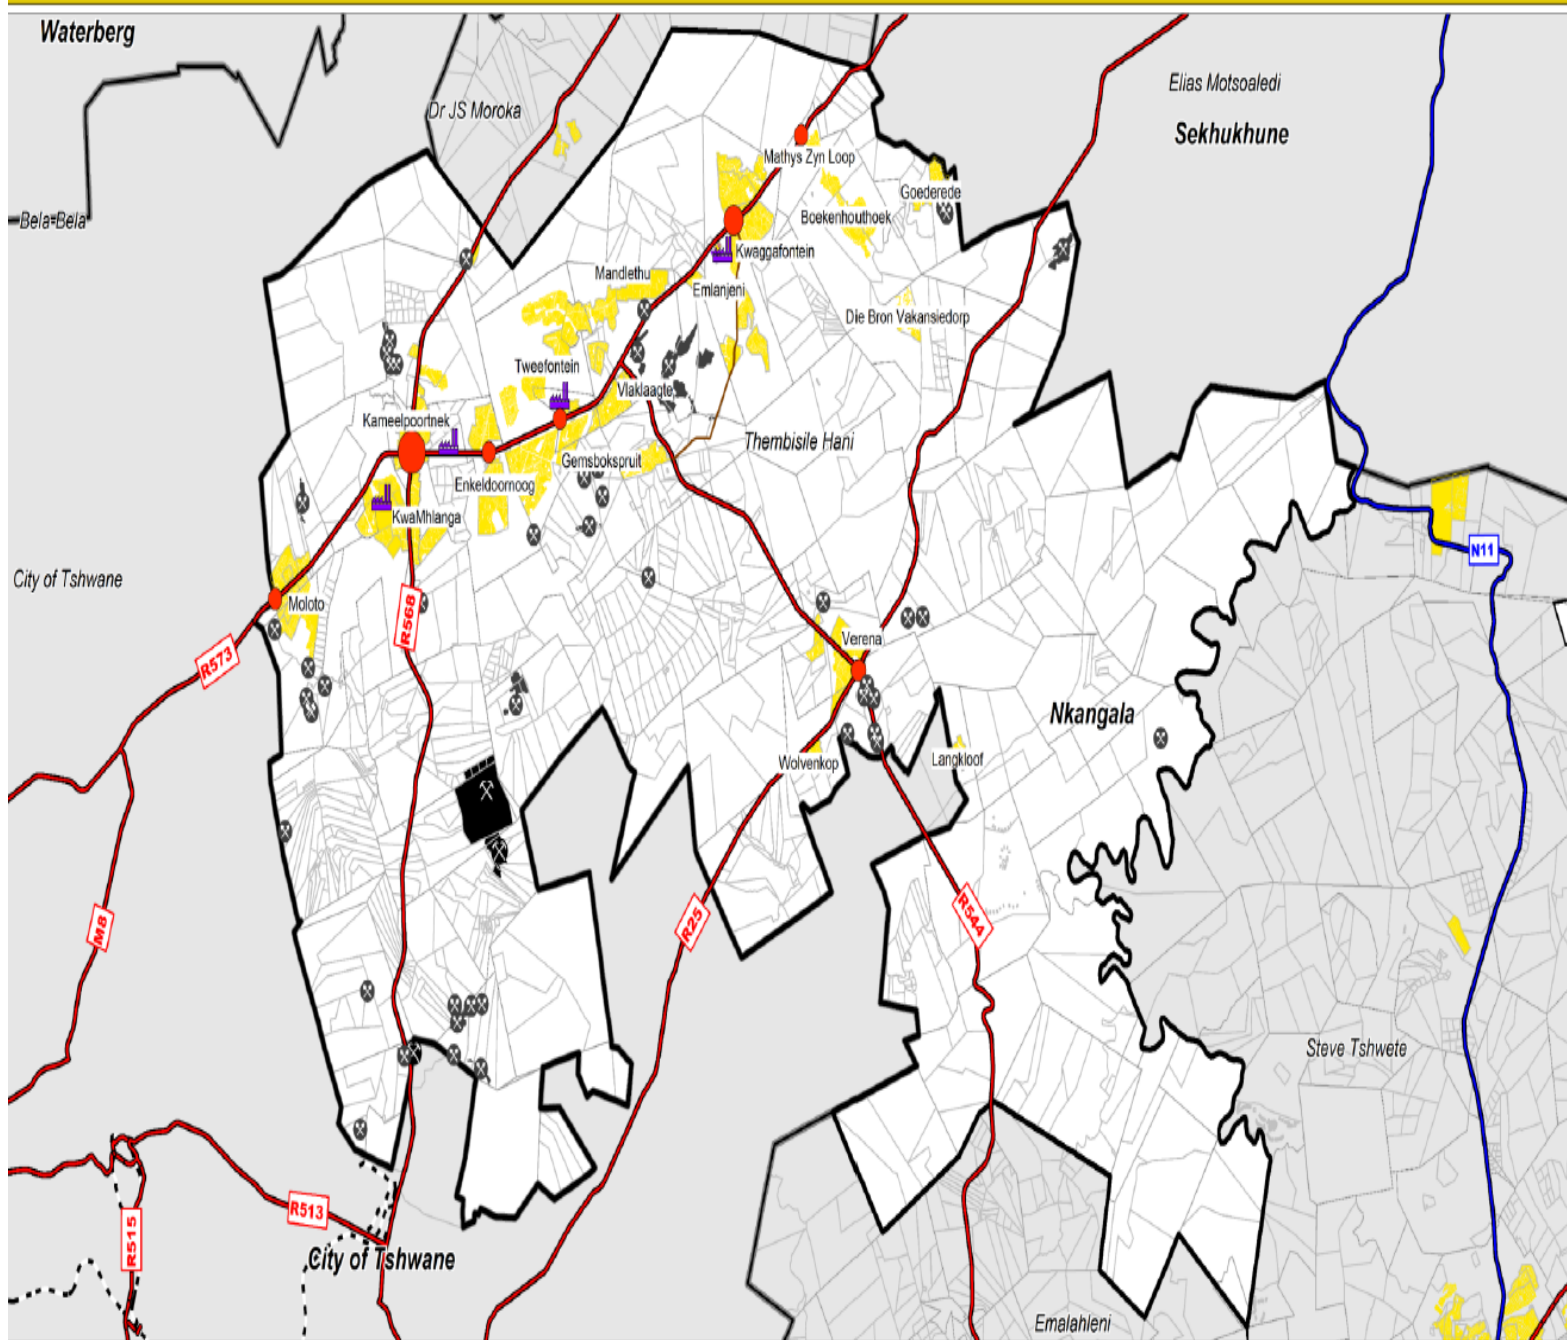 Waterberg
Elias Motsoaledi
Dr JS Moroka
Sekhukhune
Mathys Zyn Loop
Goederede
Bela-Bela
Boekenhouthoek
Kwaggafontein
Mandlethu
Emlanjeni
Die Bron Vakansiedorp
Tweefontein
Vlaklaagte
Kameelpoortnek
Thembisile Hani
Gemsbokspruit
Enkeldoornoog
KwaMhlanga
N11
City of Tshwane
Moloto
R568
Verena
R573
Nkangala
Wolvenkop
Langkloof
M8
R25
R544
Steve Tshwete
R513
R515
City of Tshwane
Emalahleni